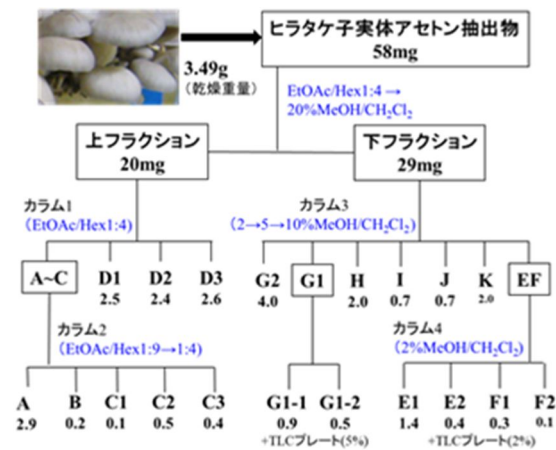 ヒラタケ子実体アセトン抽出物
58mg
3.49g
(乾燥重量)
EtOAc/Hex1:4→
20%MeOH/CH₂Cl₂
上フラクション
20mg
下フラクション
29mg
カラム1
(EtOAc/Hex1:4)
カラム3
(2→5→10%MeOH/CH₂Cl₂)
A~C D1 D2 D3 G2 G1 H I J K EF
2.5 2.4 2.6 4.0 2.0 0.7 0.7 2.0
カラム2
(EtOAc/Hex1:9→1:4)
カラム4
(2%MeOH/CH₂Cl₂)
A B C1 C2 C3 G1-1 G1-2 E1 E2 F1 F2
2.9 0.2 0.1 0.5 0.4 0.9 0.5 1.4 0.4 0.3 0.1
+TLCプレート(5%) +TLCプレート(2%)